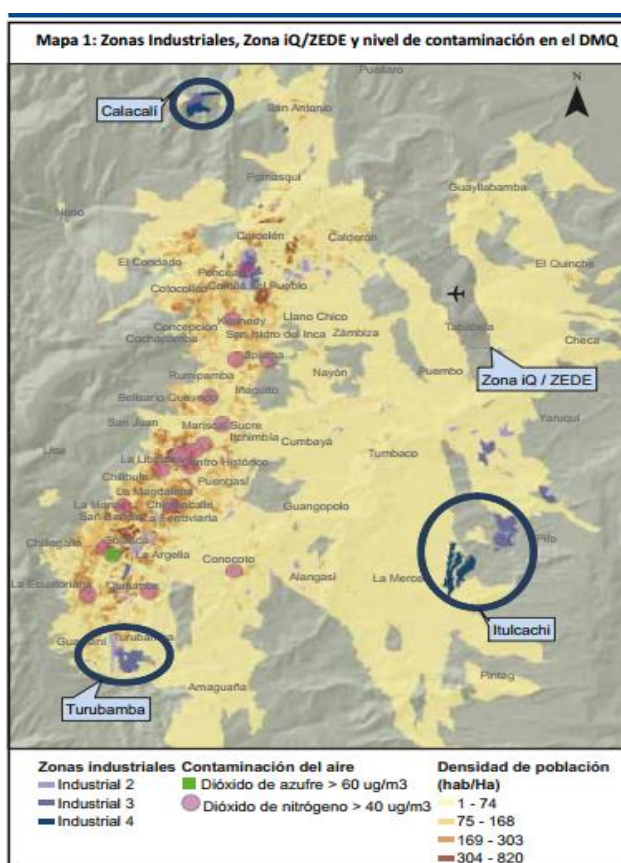 Mapa 1: Zonas Industriales, Zona iQ/ZEDE y nivel de contaminación en el DMQ
Puellaro
N
Calacalí
San Antonio
Pomasqui
Guayllabamba
Nono
Carcelén
Calderón
El Condado
El Quinche
Ponceano
Comité del Pueblo
Cotocollao
Kennedy
Llano Chico
Concepción
San Isidro del Inca
Zámbiza
Tababela
Cochapamba
Checa
Jipijapa
Rumipamba
Nayón
Puembo
Zona iQ / ZEDE
Iñaquito
Belisario Quevedo
San Juan
Mariscal Sucre
Yaruquí
Itchimbía
Lloa
Cumbayá
La Libertad
Centro Histórico
Tumbaco
Chilibulo
Puengasí
La Magdalena
La Mena
Chimbacalle
Guangopolo
San Bartolo
La Ferroviaria
Pifo
Chillogallo
Solanda
La Argelia
Conocoto
Alangasí
La Merced
La Ecuatoriana
Quitumbe
Itulcachi
Guamaní
Turubamba
Pintag
Turubamba
Amaguaña
Zonas industriales
Industrial 2
Industrial 3
Industrial 4
Contaminación del aire
Dióxido de azufre > 60 ug/m3
Dióxido de nitrógeno > 40 ug/m3
Densidad de población
(hab/Ha)
1 - 74
75 - 168
169 - 303
304 - 820